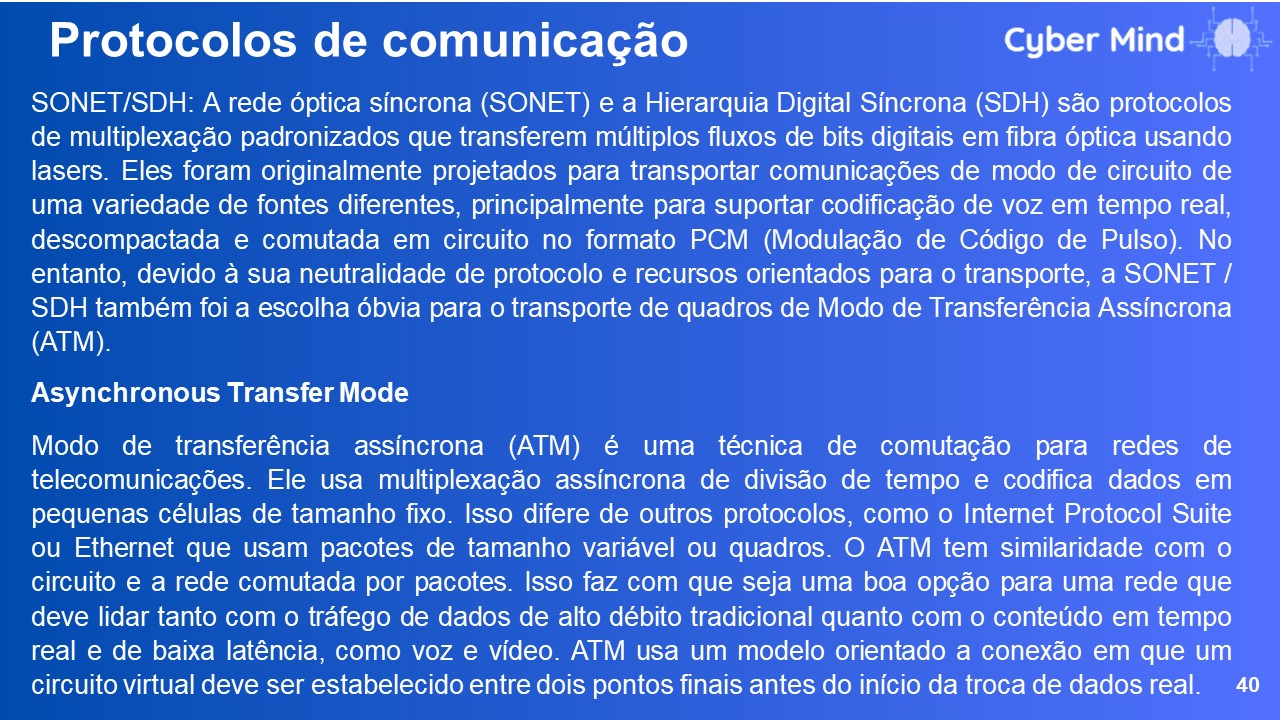 Protocolos de comunicação
Cyber Mind
SONET/SDH: A rede óptica síncrona (SONET) e a Hierarquia Digital Síncrona (SDH) são protocolos
de multiplexação padronizados que transferem múltiplos fluxos de bits digitais em fibra óptica usando
lasers. Eles foram originalmente projetados para transportar comunicações de modo de circuito de
uma variedade de fontes diferentes, principalmente para suportar codificação de voz em tempo real,
descompactada e comutada em circuito no formato PCM (Modulação de Código de Pulso). No
entanto, devido à sua neutralidade de protocolo e recursos orientados para o transporte, a SONET /
SDH também foi a escolha óbvia para o transporte de quadros de Modo de Transferência Assíncrona
(ATM).
Asynchronous Transfer Mode
Modo de transferência assíncrona (ATM) é uma técnica de comutação para redes de
telecomunicações. Ele usa multiplexação assíncrona de divisão de tempo e codifica dados em
pequenas células de tamanho fixo. Isso difere de outros protocolos, como o Internet Protocol Suite
ou Ethernet que usam pacotes de tamanho variável ou quadros. O ATM tem similaridade com o
circuito e a rede comutada por pacotes. Isso faz com que seja uma boa opção para uma rede que
deve lidar tanto com o tráfego de dados de alto débito tradicional quanto com o conteúdo em tempo
real e de baixa latência, como voz e vídeo. ATM usa um modelo orientado a conexão em que um
circuito virtual deve ser estabelecido entre dois pontos finais antes do início da troca de dados real.
40